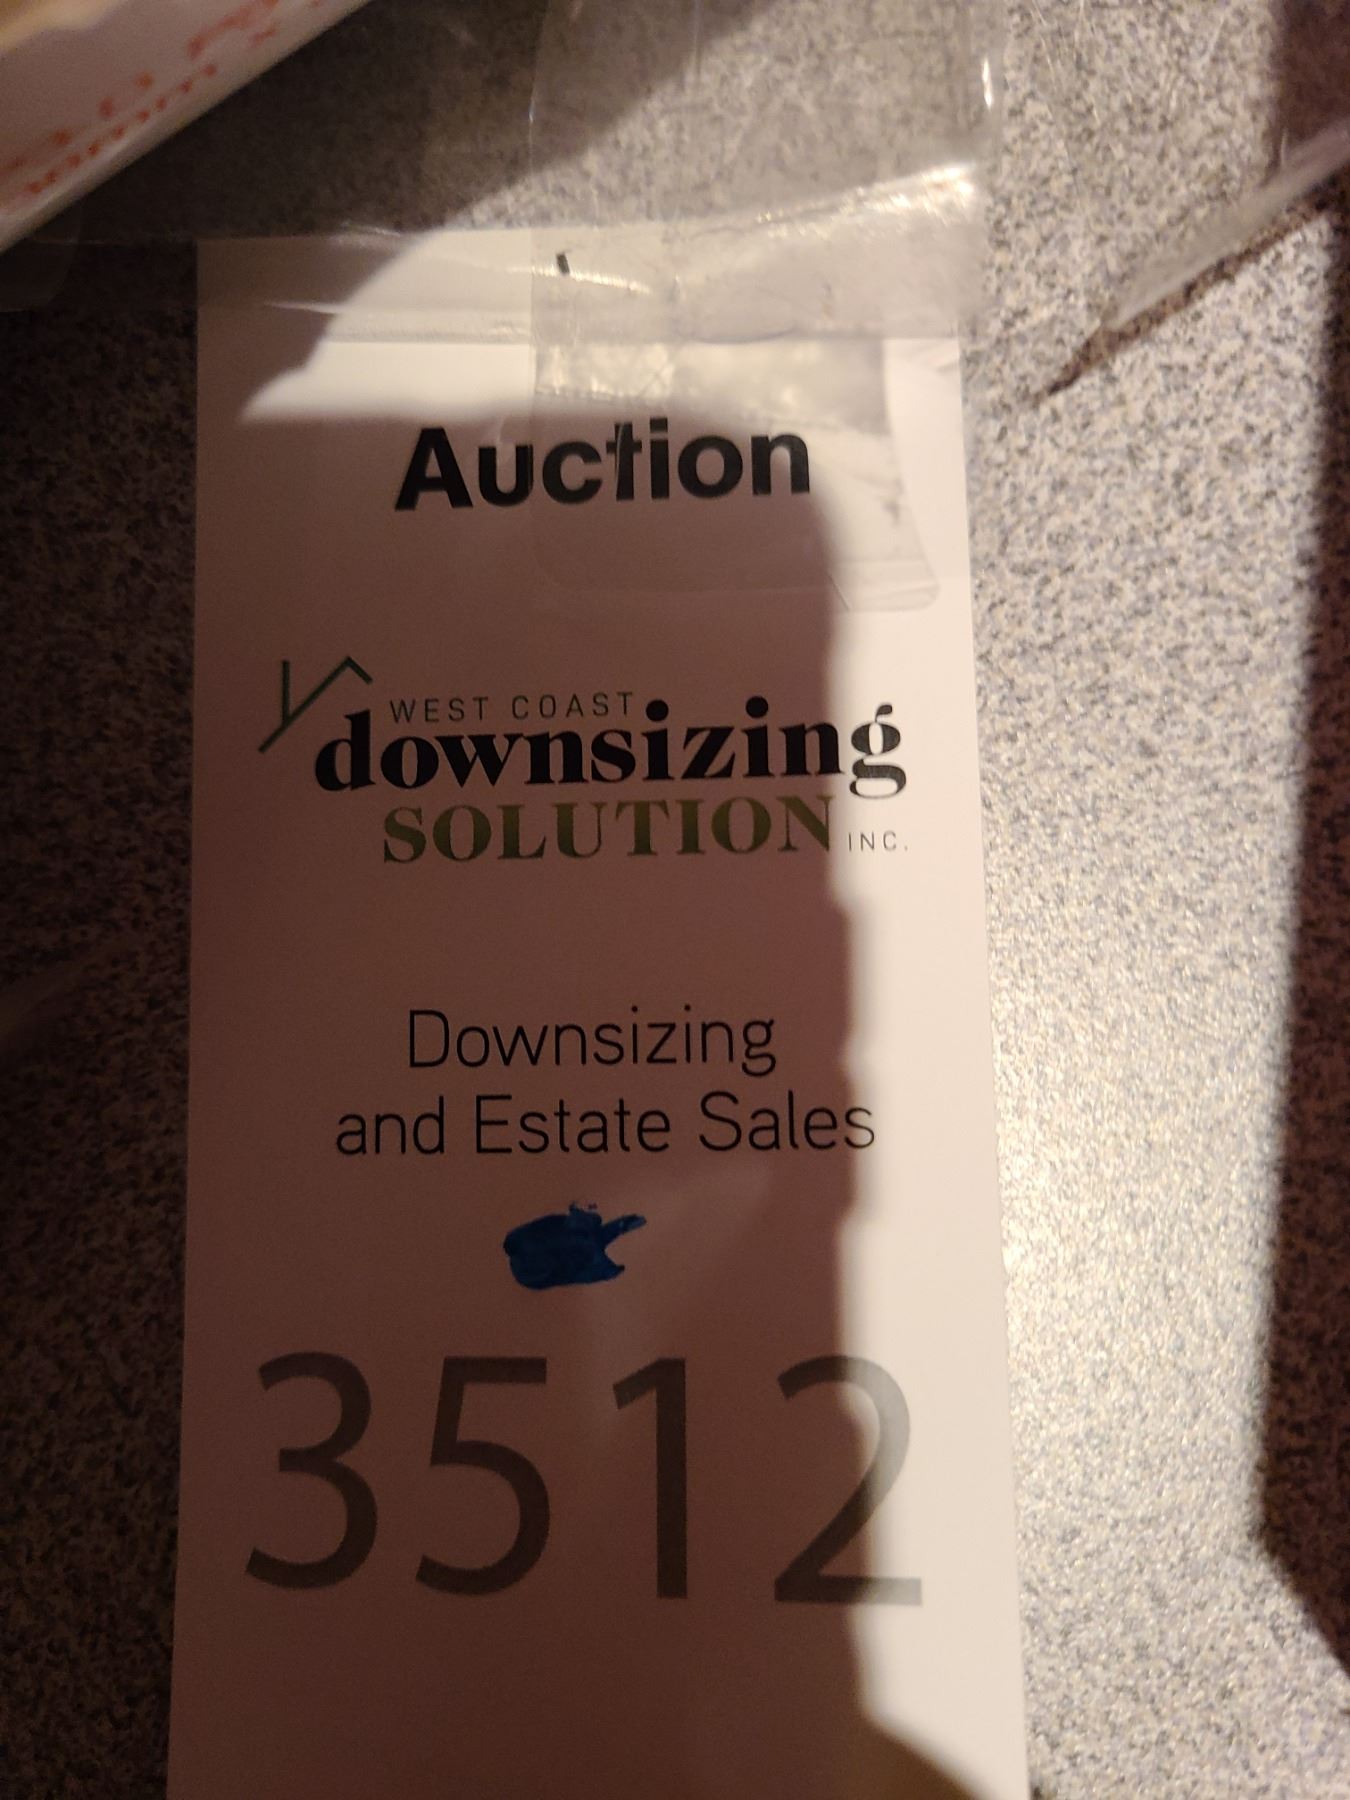 Auction
WEST COAST
downsizing
SOLUTION INC.
Downsizing
and Estate Sales
3512